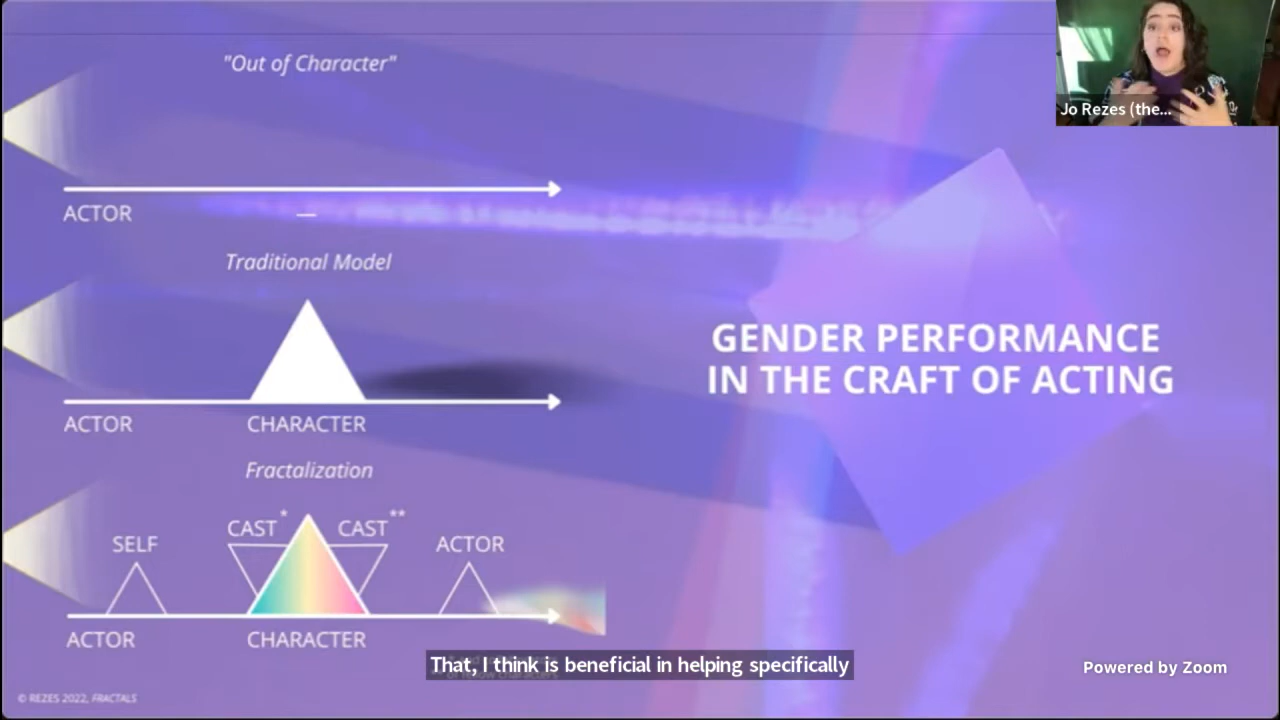 "Out of Character"
Jo Rezes (the...
ACTOR
—
Traditional Model
GENDER PERFORMANCE
IN THE CRAFT OF ACTING
ACTOR CHARACTER
Fractalization
CAST* CAST**
SELF ACTOR
ACTOR CHARACTER
That, I think is beneficial in helping specifically
Powered by Zoom
© REZES 2022, FRACTALS